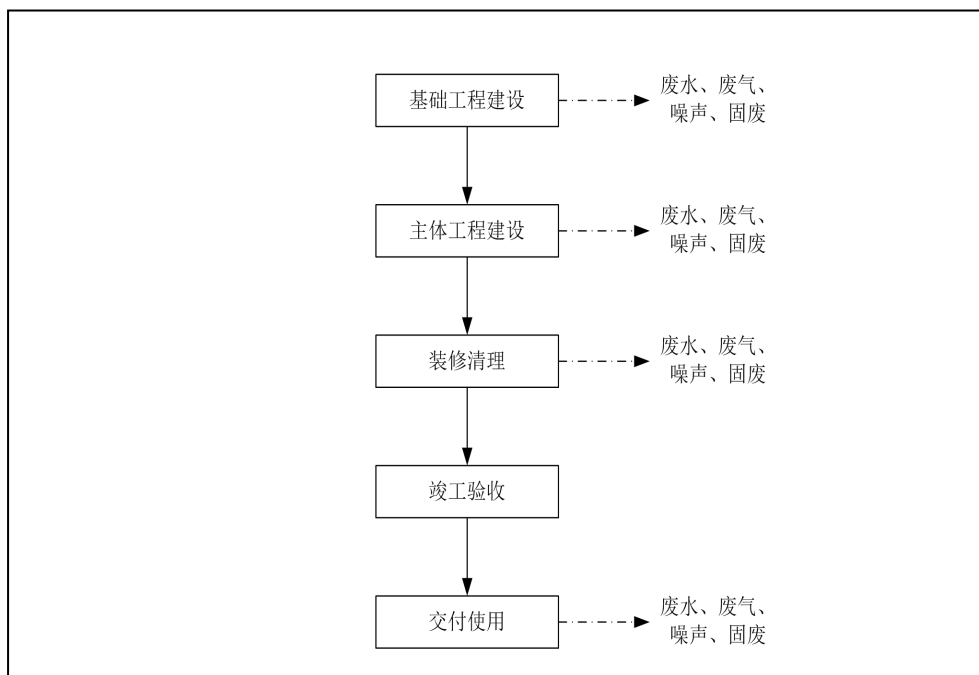 基础工程建设
废水、废气、
噪声、固废
主体工程建设
废水、废气、
噪声、固废
装修清理
废水、废气、
噪声、固废
竣工验收
交付使用
废水、废气、
噪声、固废